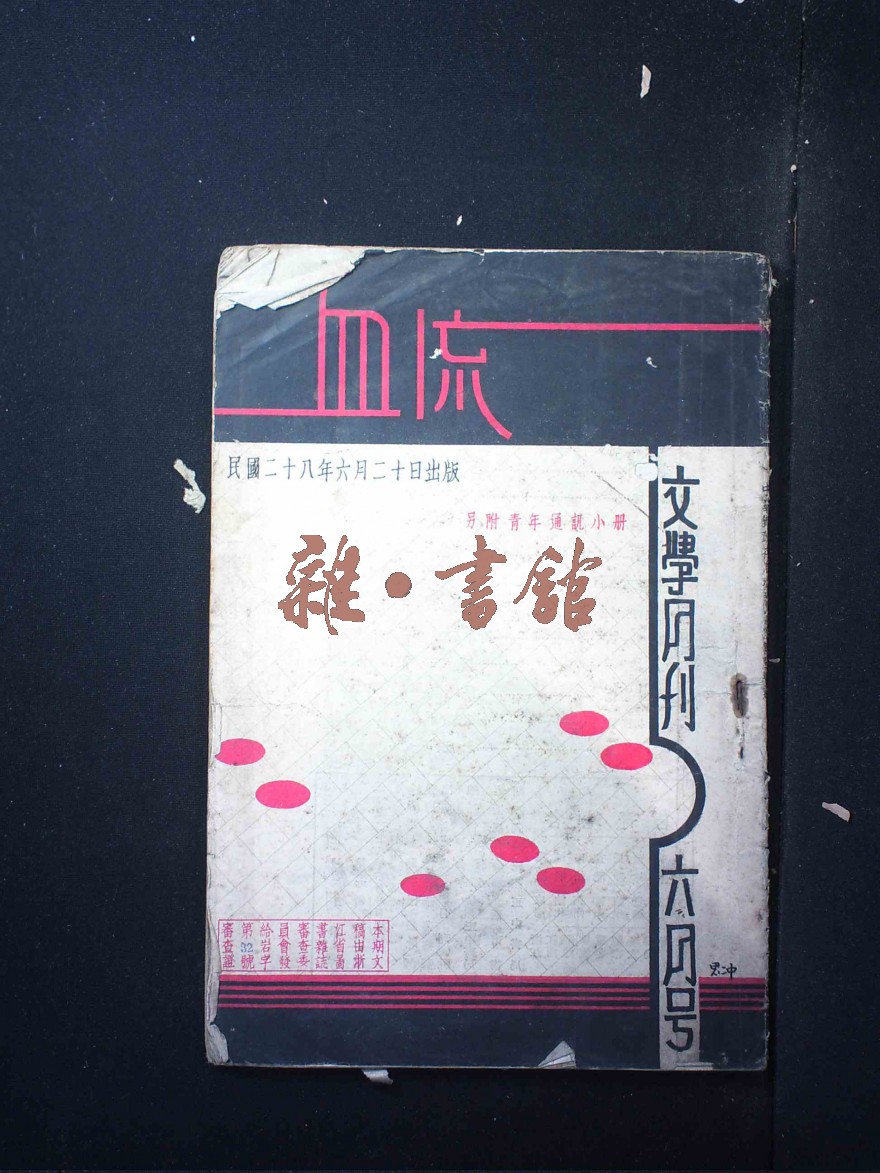 血流
民國二十八年六月二十日出版
另附青年通訊小册
雜·書館
文學月刊
六月号
本期文
稿由浙
江省圖
書雜誌
審查委
員會發
給岩字
第32號
審查證